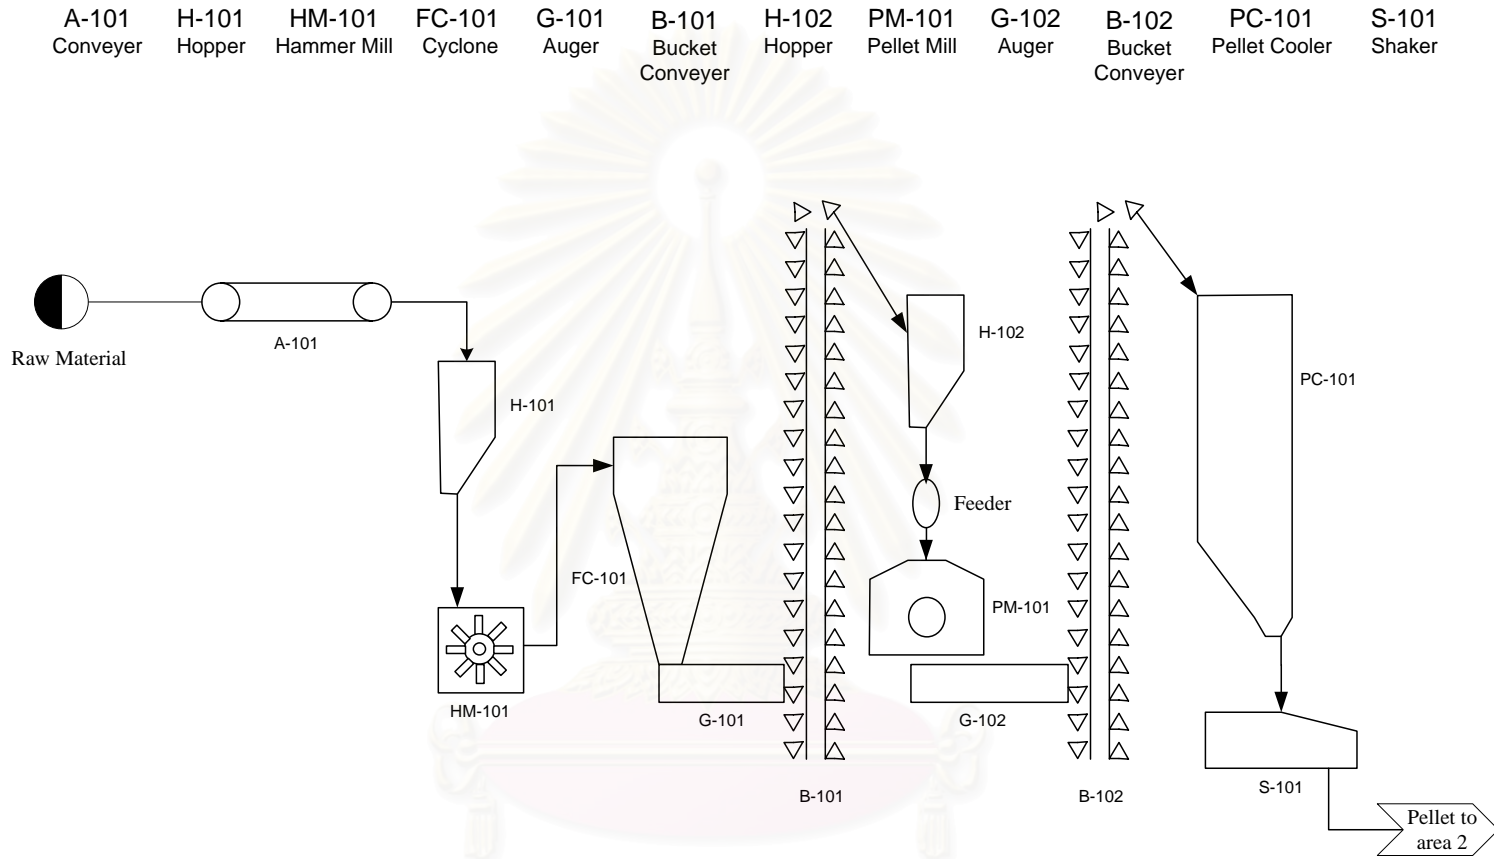 A-101 H-101 HM-101 FC-101 G-101 B-101 H-102 PM-101 G-102 B-102 PC-101 S-101
Conveyer Hopper Hammer Mill Cyclone Auger Bucket Hopper Pellet Mill Auger Bucket Pellet Cooler Shaker
Conveyer Conveyer
Raw Material
A-101
H-101
HM-101
FC-101
G-101
B-101
H-102
Feeder
PM-101
G-102
B-102
PC-101
S-101
Pellet to
area 2